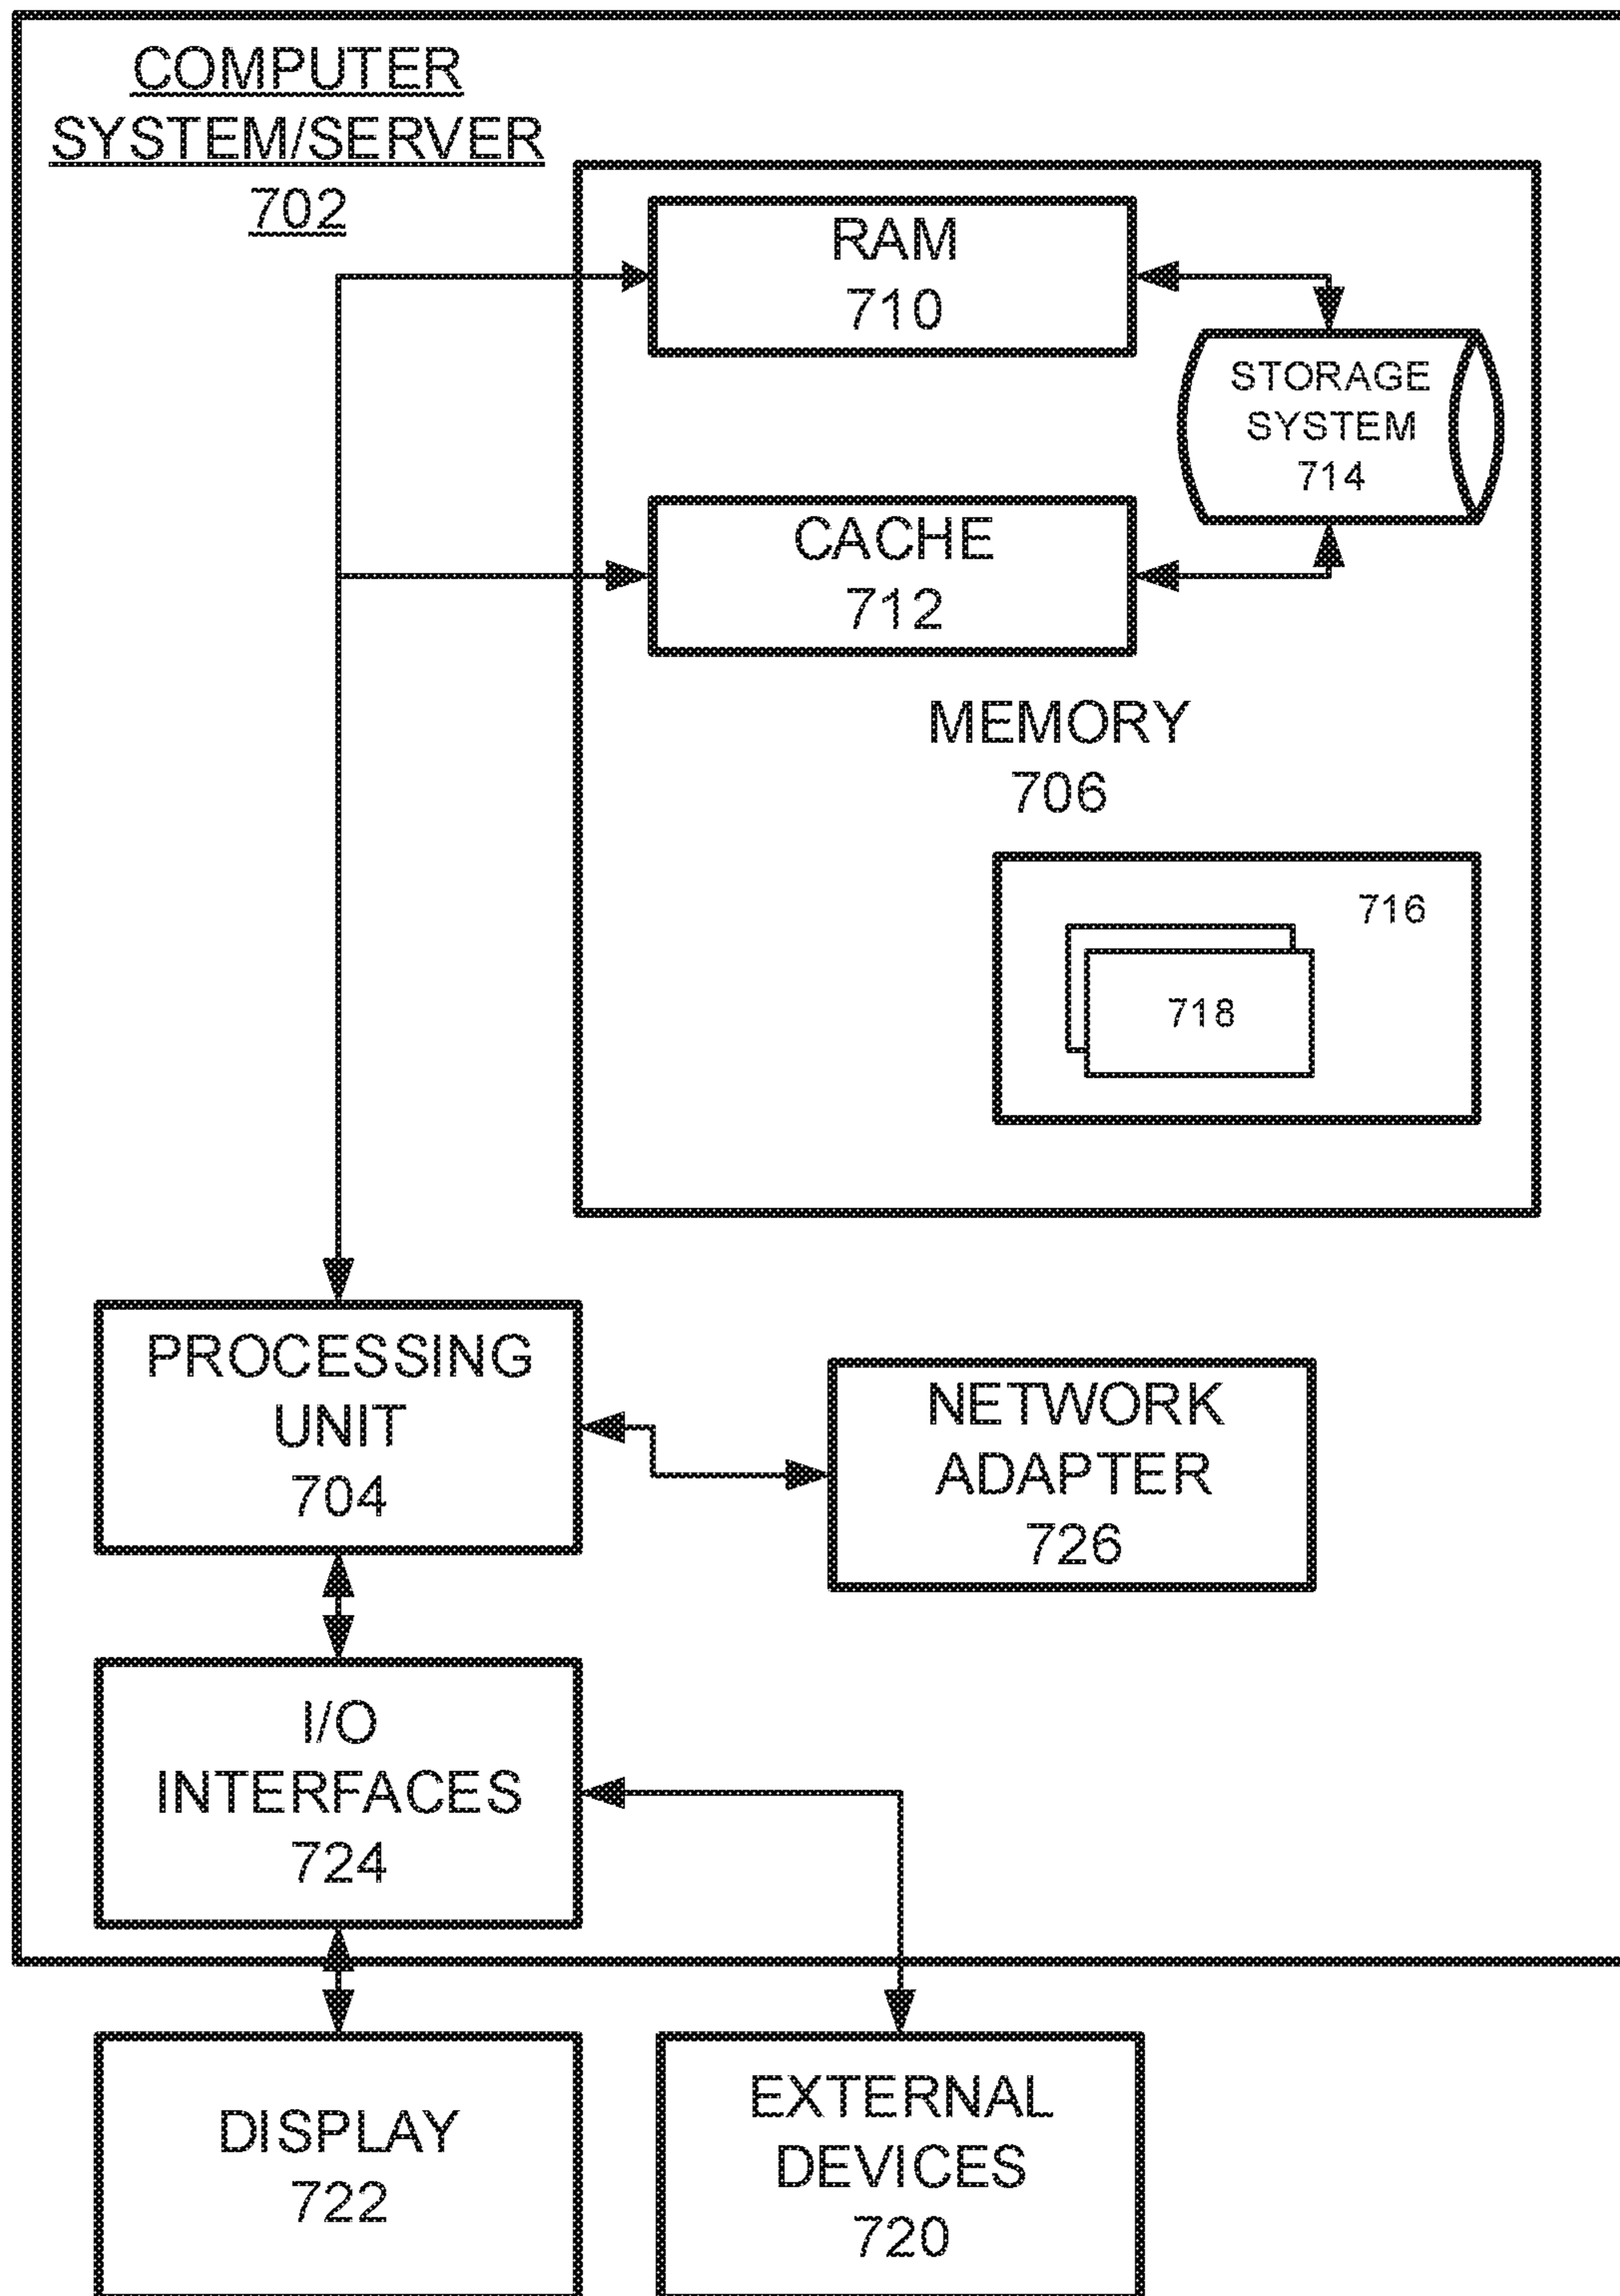 COMPUTER
SYSTEM/SERVER
702
RAM
710
STORAGE
SYSTEM
714
CACHE
712
MEMORY
706
716
718
PROCESSING
UNIT
704
NETWORK
ADAPTER
726
I/O
INTERFACES
724
DISPLAY
722
EXTERNAL
DEVICES
720